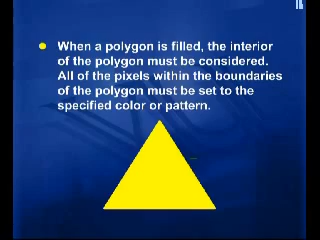 When a polygon is filled, the interior
of the polygon must be considered.
All of the pixels within the boundaries
of the polygon must be set to the
specified color or pattern.